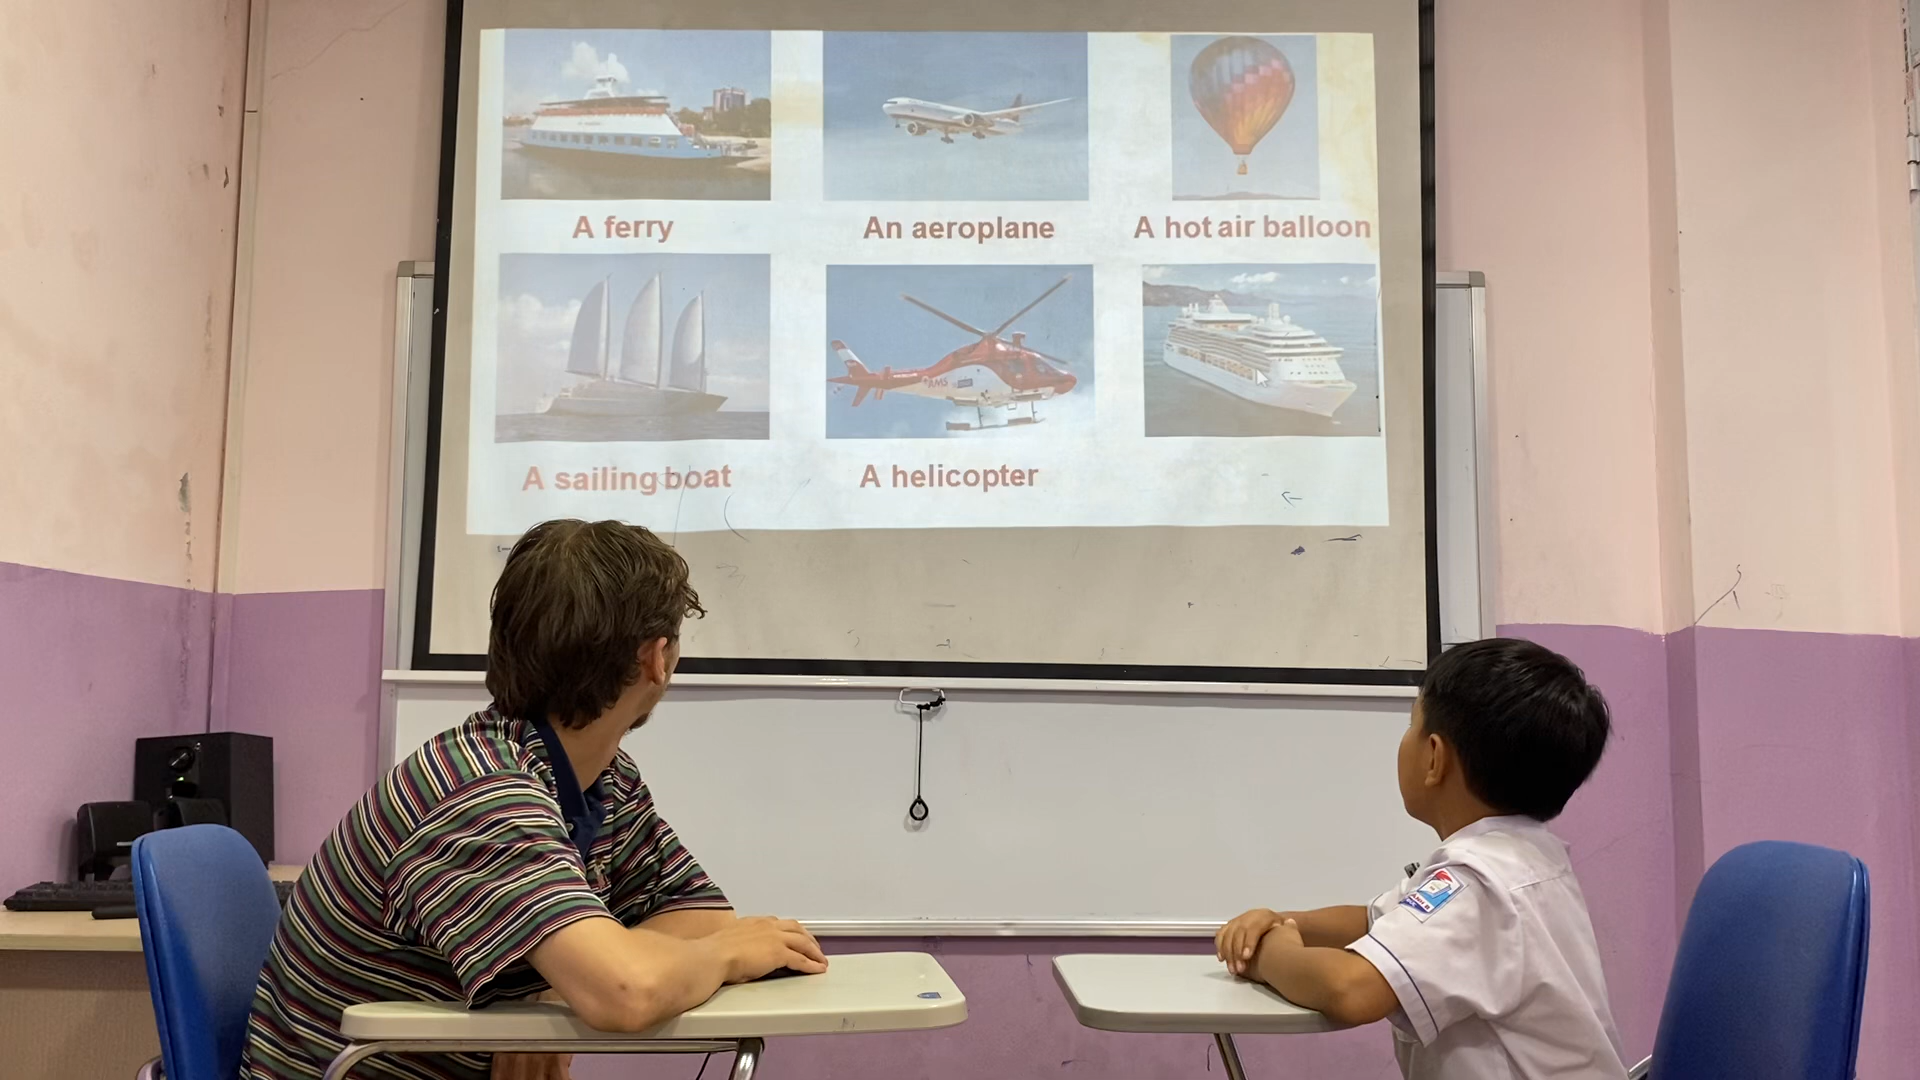 A ferry
An aeroplane
A hot air balloon
A sailing boat
A helicopter